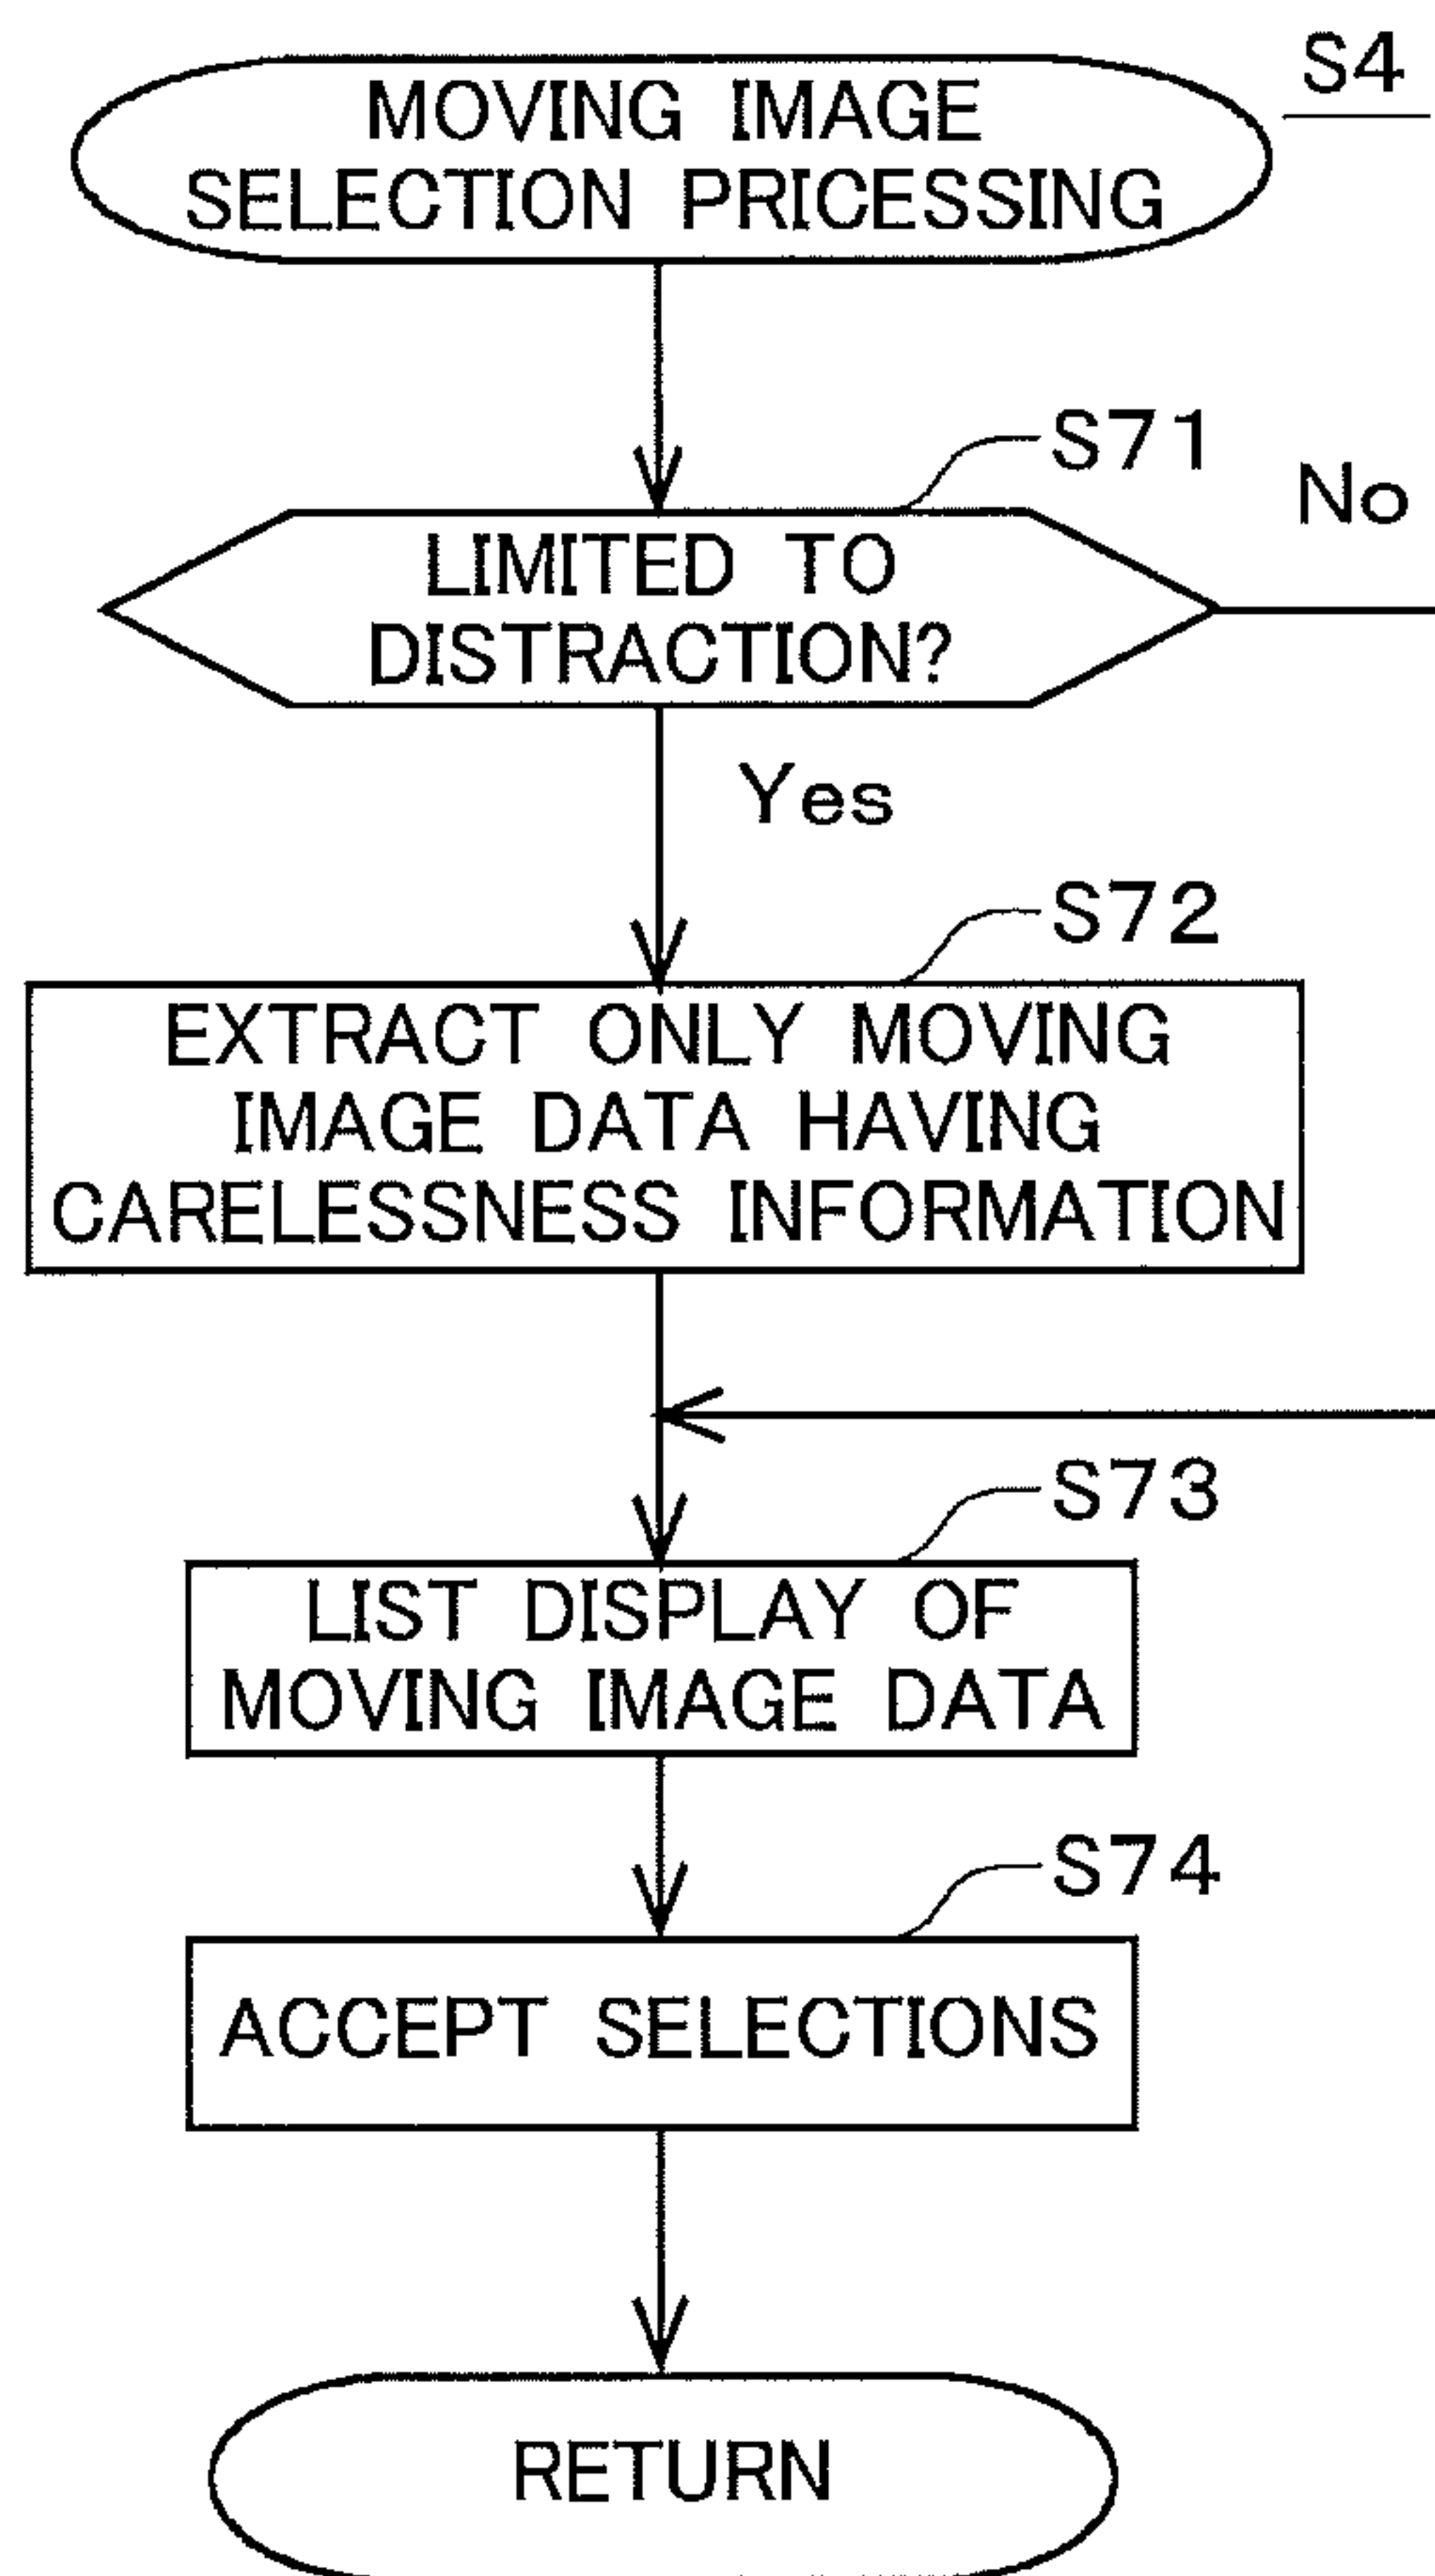 S4
MOVING IMAGE
SELECTION PRICESSING
S71
No
LIMITED TO
DISTRACTION?
Yes
S72
EXTRACT ONLY MOVING
IMAGE DATA HAVING
CARELESSNESS INFORMATION
S73
LIST DISPLAY OF
MOVING IMAGE DATA
S74
ACCEPT SELECTIONS
RETURN